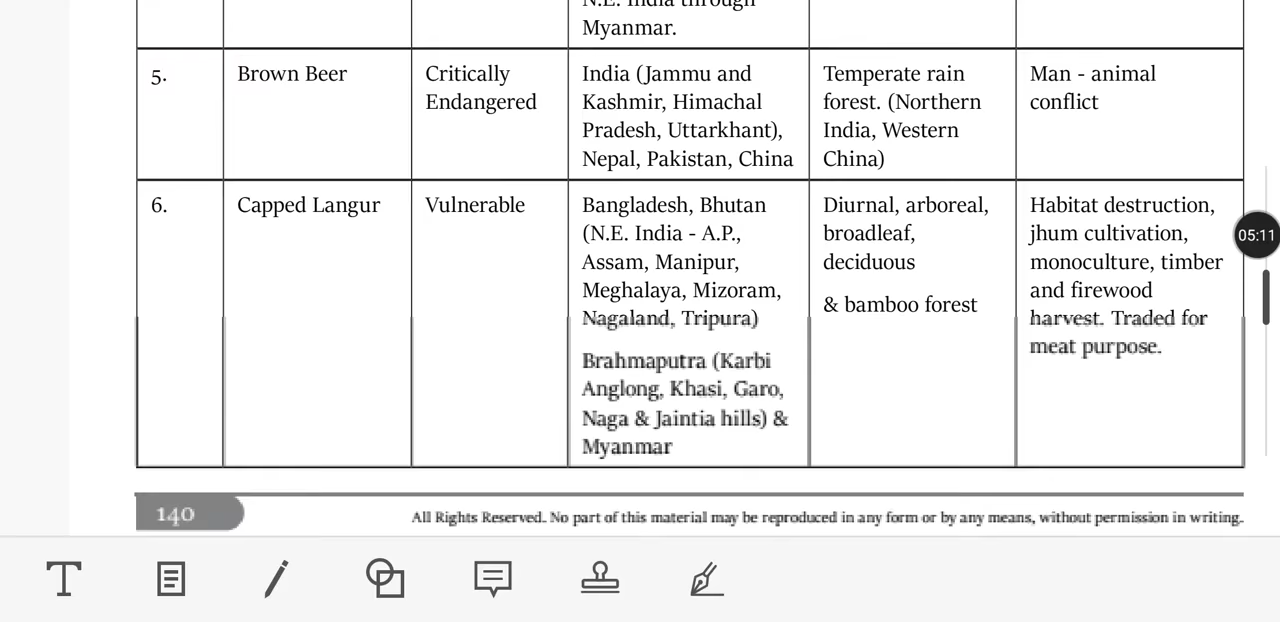 N.E. India through
Myanmar.
5.
Brown Beer
Critically
Endangered
India (Jammu and
Kashmir, Himachal
Pradesh, Uttarkhant),
Nepal, Pakistan, China
Temperate rain
forest. (Northern
India, Western
China)
Man - animal
conflict
6.
Capped Langur
Vulnerable
Bangladesh, Bhutan
(N.E. India - A.P.,
Assam, Manipur,
Meghalaya, Mizoram,
Nagaland, Tripura)
Brahmaputra (Karbi
Anglong, Khasi, Garo,
Naga & Jaintia hills) &
Myanmar
Diurnal, arboreal,
broadleaf,
deciduous
& bamboo forest
Habitat destruction,
jhum cultivation,
monoculture, timber
and firewood
harvest. Traded for
meat purpose.
05:11
140
All Rights Reserved. No part of this material may be reproduced in any form or by any means, without permission in writing.
T